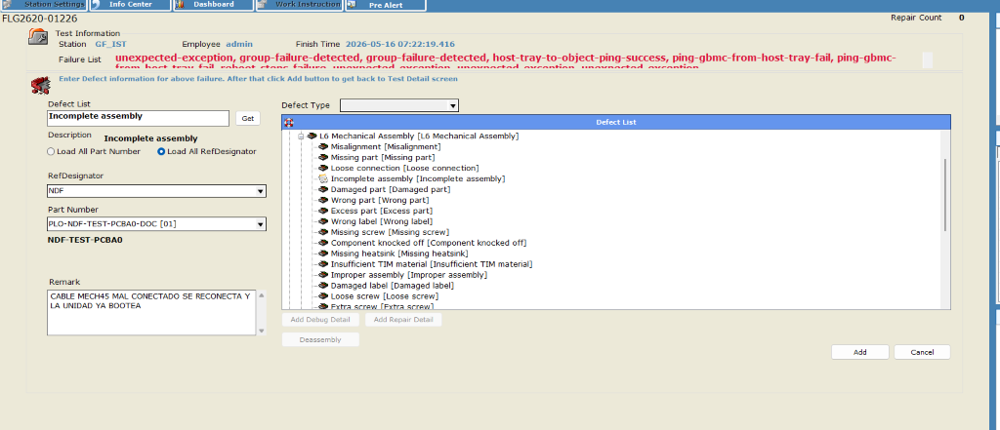 Station Settings
Info Center
Dashboard
Work Instruction
Pre Alert
FLG2620-01226
Repair Count 0
Test Information
Station GF_IST Employee admin Finish Time 2026-05-16 07:22:19.416
Failure List unexpected-exception, group-failure-detected, group-failure-detected, host-tray-to-object-ping-success, ping-gbmc-from-host-tray-fail, ping-gbmc-
from-host-tray-fail, reboot-stops-failure, unexpected-exception, unexpected-exception, unexpected-exception
Enter Defect information for above failure. After that click Add button to get back to Test Detail screen
Defect List
Incomplete assembly
Get
Description Incomplete assembly
Load All Part Number Load All RefDesignator
RefDesignator
NDF
Part Number
PLO-NDF-TEST-PCBA0-DOC [01]
NDF-TEST-PCBA0
Remark
CABLE MECH45 MAL CONECTADO SE RECONECTA Y
LA UNIDAD YA BOOTEA
Defect Type
Defect List
L6 Mechanical Assembly [L6 Mechanical Assembly]
Misalignment [Misalignment]
Missing part [Missing part]
Loose connection [Loose connection]
Incomplete assembly [Incomplete assembly]
Damaged part [Damaged part]
Wrong part [Wrong part]
Excess part [Excess part]
Wrong label [Wrong label]
Missing screw [Missing screw]
Component knocked off [Component knocked off]
Missing heatsink [Missing heatsink]
Insufficient TIM material [Insufficient TIM material]
Improper assembly [Improper assembly]
Damaged label [Damaged label]
Loose screw [Loose screw]
Extra screw [Extra screw]
Add Debug Detail
Add Repair Detail
Deassembly
Add
Cancel